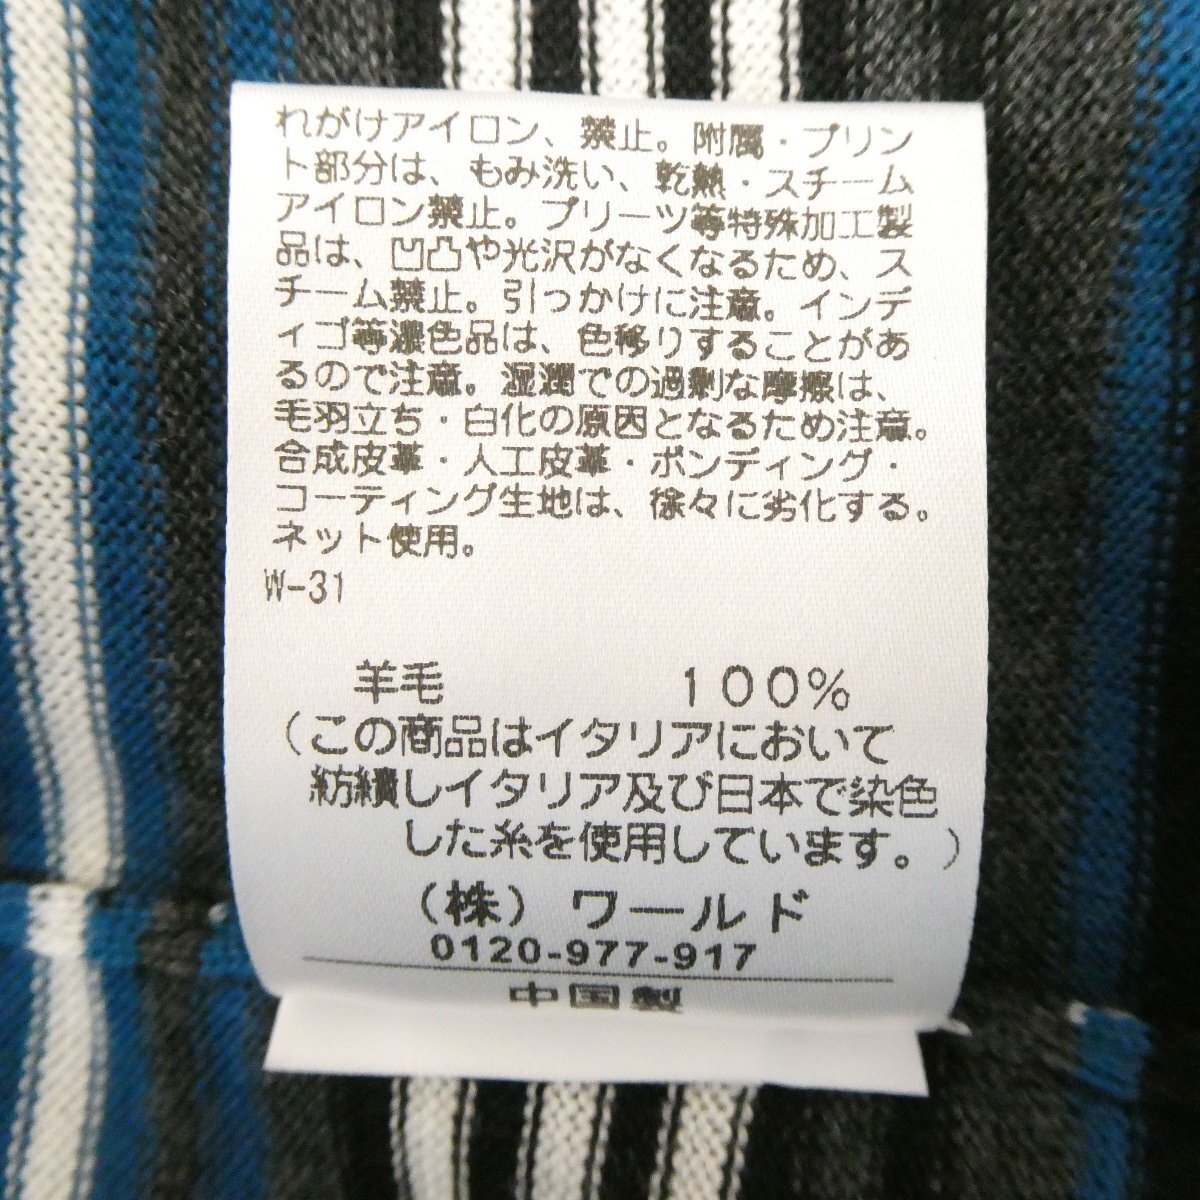 れがけアイロン、禁止。附属・プリン
ト部分は、もみ洗い、乾熱・スチーム
アイロン禁止。プリーツ等特殊加工製
品は、凹凸や光沢がなくなるため、ス
チーム禁止。引っかけに注意。インデ
ィゴ等濃色品は、色移りすることがあ
るので注意。湿潤での過剰な摩擦は、
毛羽立ち・白化の原因となるため注意。
合成皮革・人工皮革・ボンディング・
コーティング生地は、徐々に劣化する。
ネット使用。
W-31
羊毛 100%
(この商品はイタリアにおいて
紡績しイタリア及び日本で染色
した糸を使用しています。)
(株) ワールド
0120-977-917
中国製